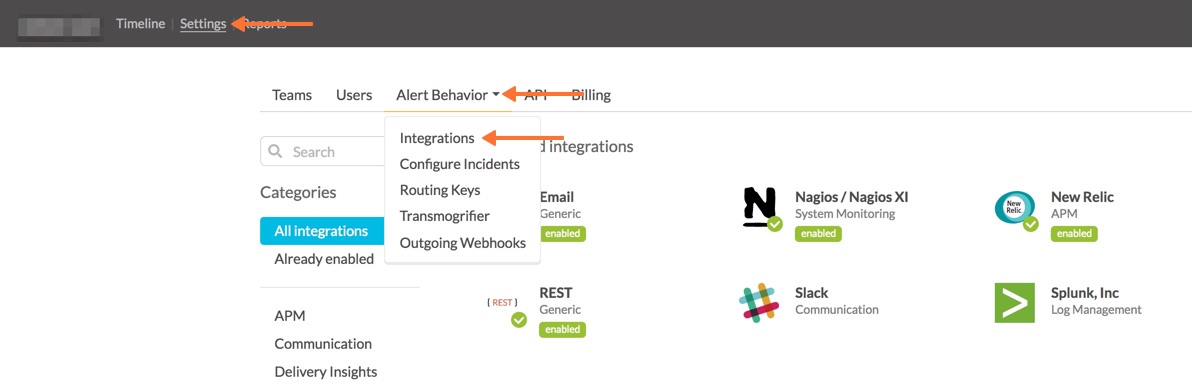 Timeline | Settings | Reports
Teams Users Alert Behavior API Billing
Search
Integrations
Configure Incidents
Routing Keys
Transmogrifier
Outgoing Webhooks
integrations
Categories
All integrations
Already enabled
APM
Communication
Delivery Insights
Email
Generic
enabled
Nagios / Nagios XI
System Monitoring
enabled
New Relic.
New Relic
APM
enabled
{ REST }
REST
Generic
enabled
Slack
Communication
Splunk, Inc
Log Management